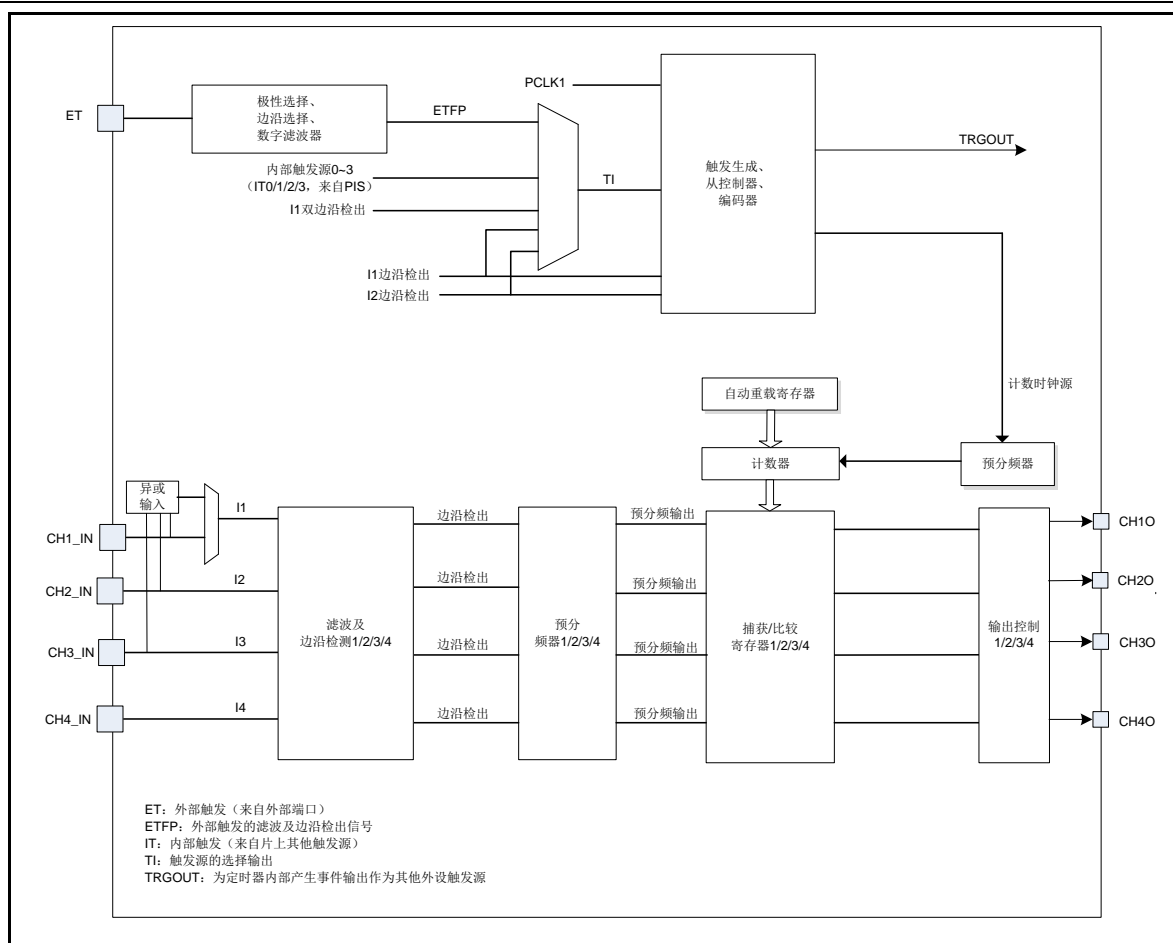 ET
极性选择、
边沿选择、
数字滤波器
ETFP
PCLK1
内部触发源0~3
（IT0/1/2/3，来自PIS）
I1双边沿检出
TI
I1边沿检出
I2边沿检出
触发生成、
从控制器、
编码器
TRGOUT
计数时钟源
自动重载寄存器
计数器
预分频器
异或
输入
CH1_IN
I1
CH2_IN
I2
CH3_IN
I3
CH4_IN
I4
滤波及
边沿检测1/2/3/4
边沿检出
边沿检出
边沿检出
边沿检出
预分
频器1/2/3/4
预分频输出
预分频输出
预分频输出
预分频输出
捕获/比较
寄存器1/2/3/4
输出控制
1/2/3/4
CH1O
CH2O
CH3O
CH4O
ET：外部触发（来自外部端口）
ETFP：外部触发的滤波及边沿检出信号
IT：内部触发（来自片上其他触发源）
TI：触发源的选择输出
TRGOUT：为定时器内部产生事件输出作为其他外设触发源